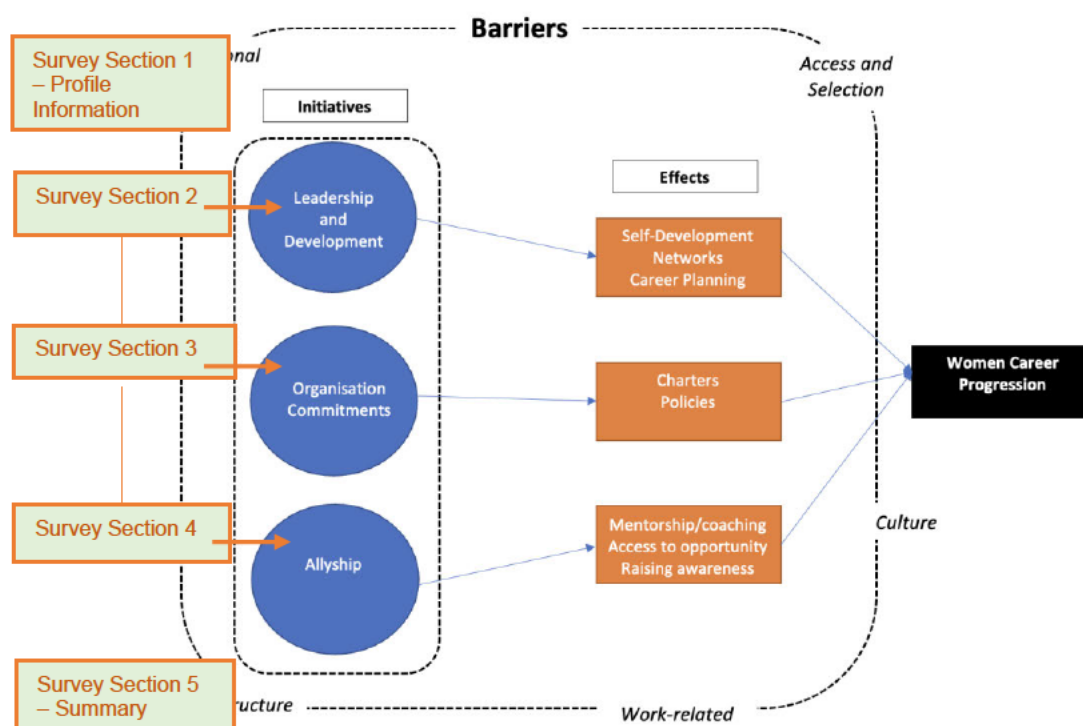 Barriers
Survey Section 1
– Profile
Information
onal
Access and
Selection
Initiatives
Survey Section 2
Leadership
and
Development
Effects
Self-Development
Networks
Career Planning
Survey Section 3
Organisation
Commitments
Charters
Policies
Women Career
Progression
Survey Section 4
Allyship
Mentorship/coaching
Access to opportunity
Raising awareness
Culture
Survey Section 5
– Summary
ructure
Work-related